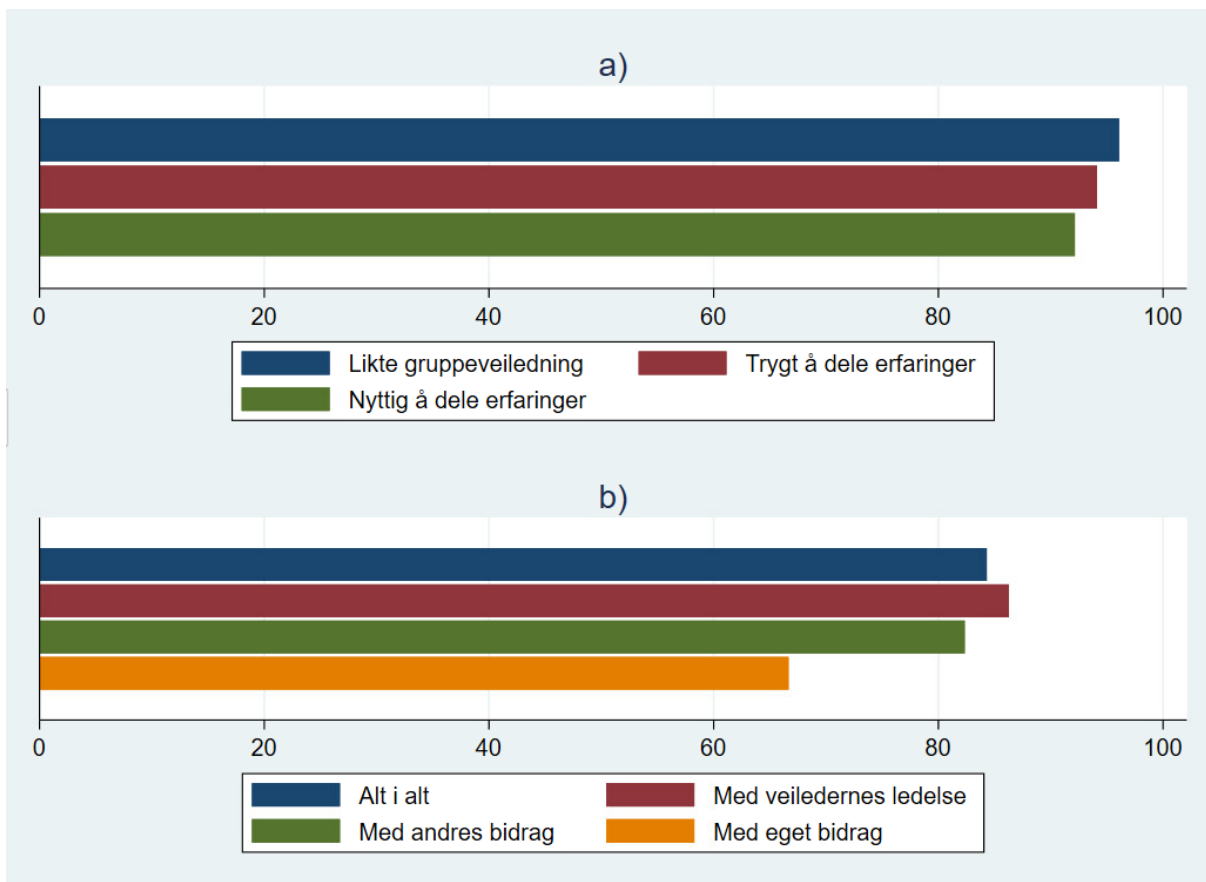 a)
0 20 40 60 80 100
Likte gruppeveiledning Trygt å dele erfaringer
Nyttig å dele erfaringer
b)
0 20 40 60 80 100
Alt i alt Med veiledernes ledelse
Med andres bidrag Med eget bidrag